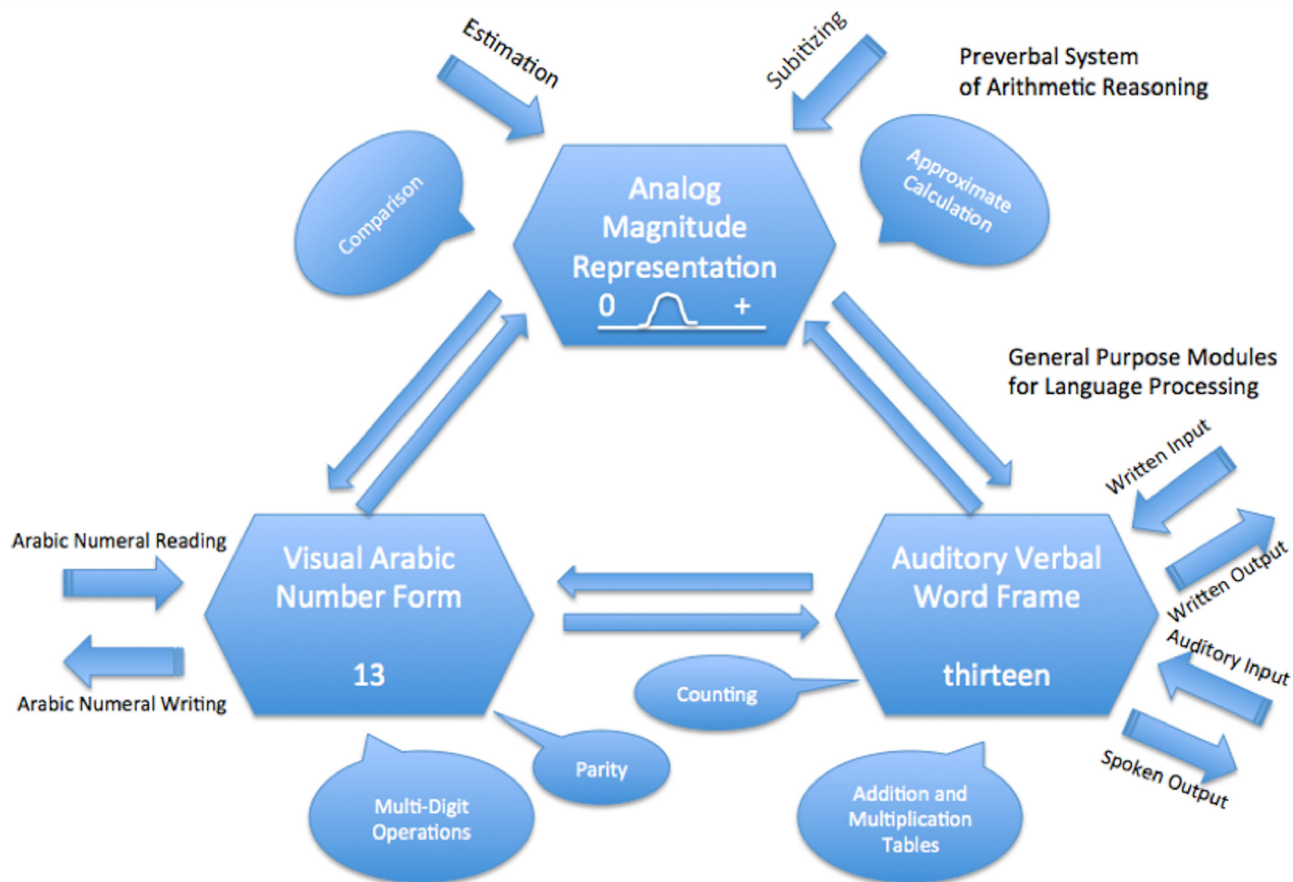 Estimation
Subitizing
Preverbal System
of Arithmetic Reasoning
Comparison
Analog
Magnitude
Representation
0 +
Approximate
Calculation
General Purpose Modules
for Language Processing
Written Input
Written Output
Auditory Input
Spoken Output
Arabic Numeral Reading
Arabic Numeral Writing
Visual Arabic
Number Form
13
Auditory Verbal
Word Frame
thirteen
Counting
Parity
Multi-Digit
Operations
Addition and
Multiplication
Tables